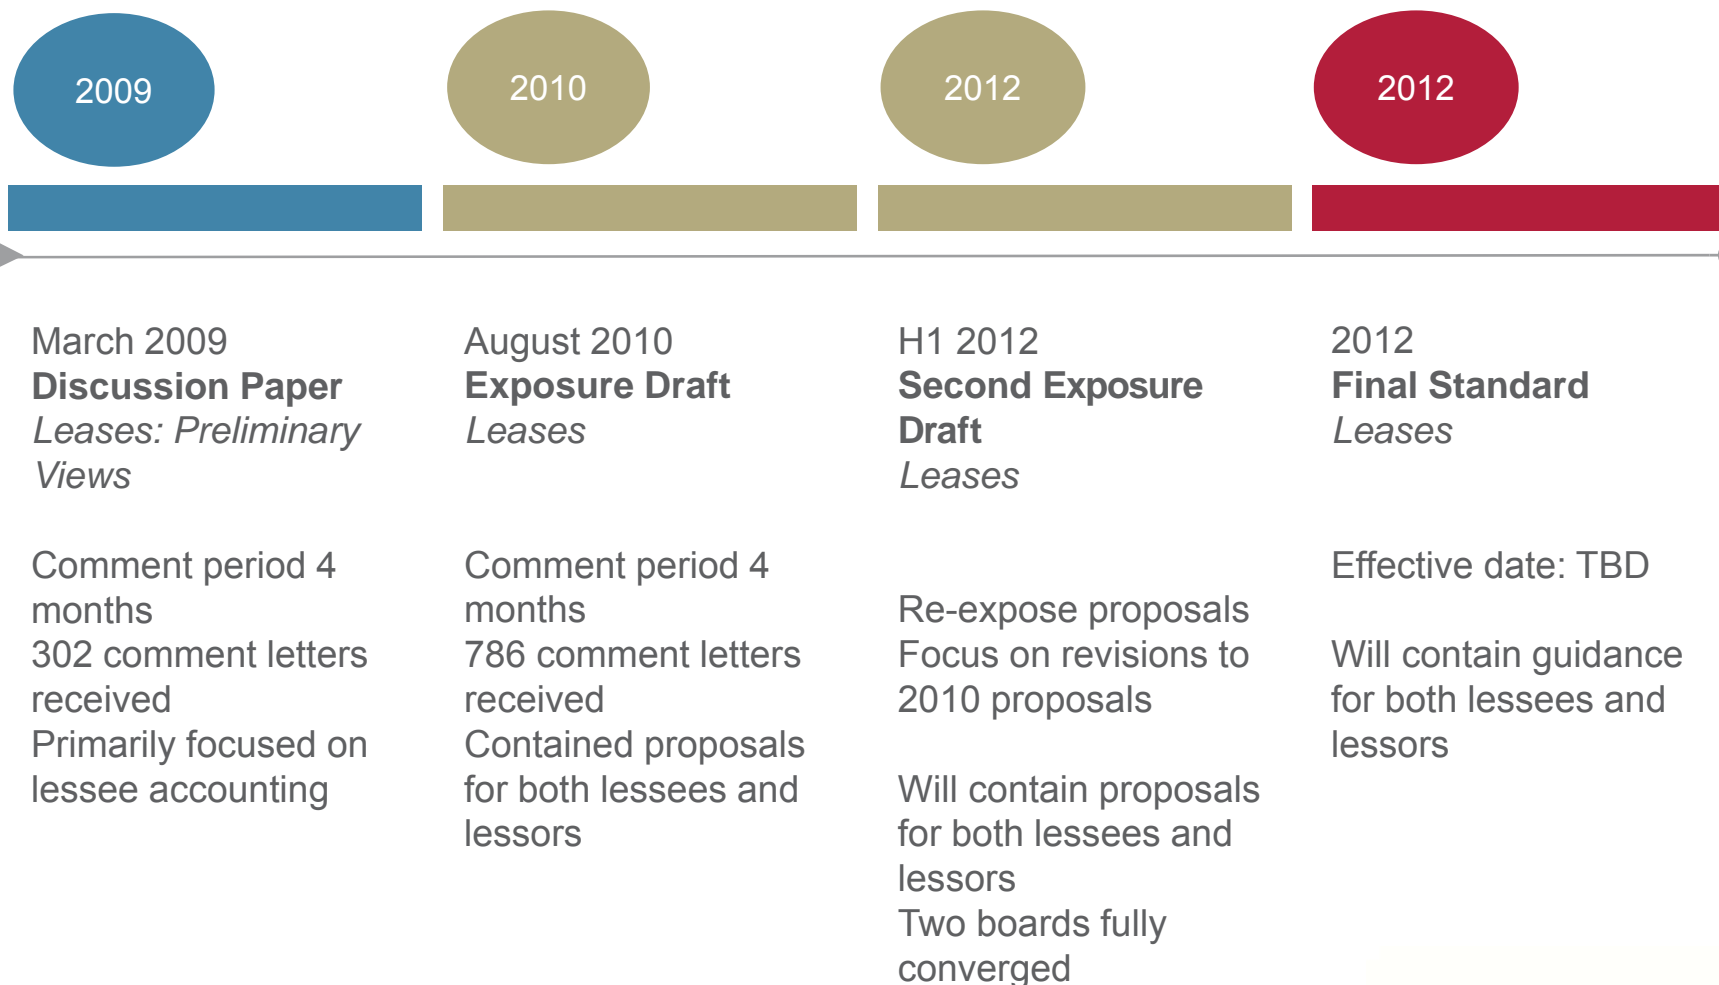 2009
2010
2012
2012
March 2009
Discussion Paper
Leases: Preliminary
Views
Comment period 4
months
302 comment letters
received
Primarily focused on
lessee accounting
August 2010
Exposure Draft
Leases
Comment period 4
months
786 comment letters
received
Contained proposals
for both lessees and
lessors
H1 2012
Second Exposure
Draft
Leases
Re-expose proposals
Focus on revisions to
2010 proposals
Will contain proposals
for both lessees and
lessors
Two boards fully
converged
2012
Final Standard
Leases
Effective date: TBD
Will contain guidance
for both lessees and
lessors